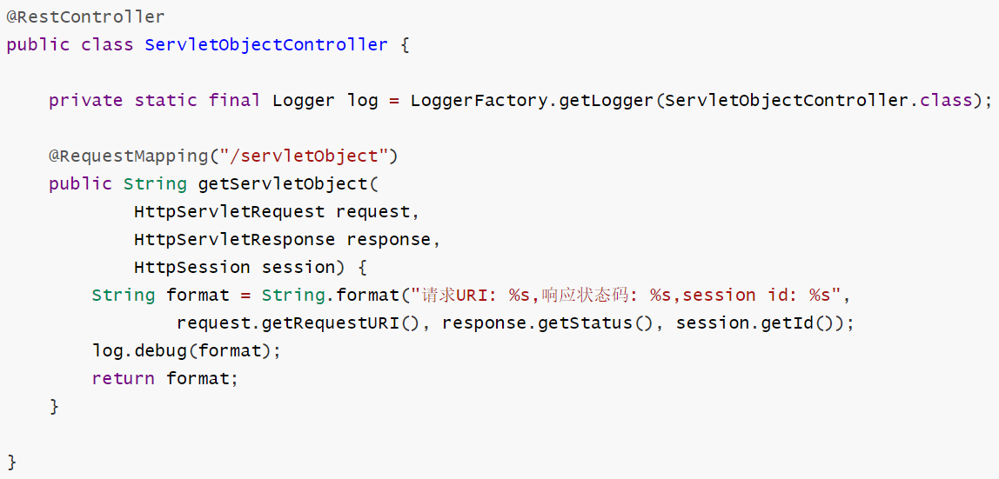 @RestController
public class ServletObjectController {
    private static final Logger log = LoggerFactory.getLogger(ServletObjectController.class);
    @RequestMapping("/servletObject")
    public String getServletObject(
            HttpServletRequest request,
            HttpServletResponse response,
            HttpSession session) {
        String format = String.format("请求URI: %s,响应状态码: %s,session id: %s",
                request.getRequestURI(), response.getStatus(), session.getId());
        log.debug(format);
        return format;
    }
}